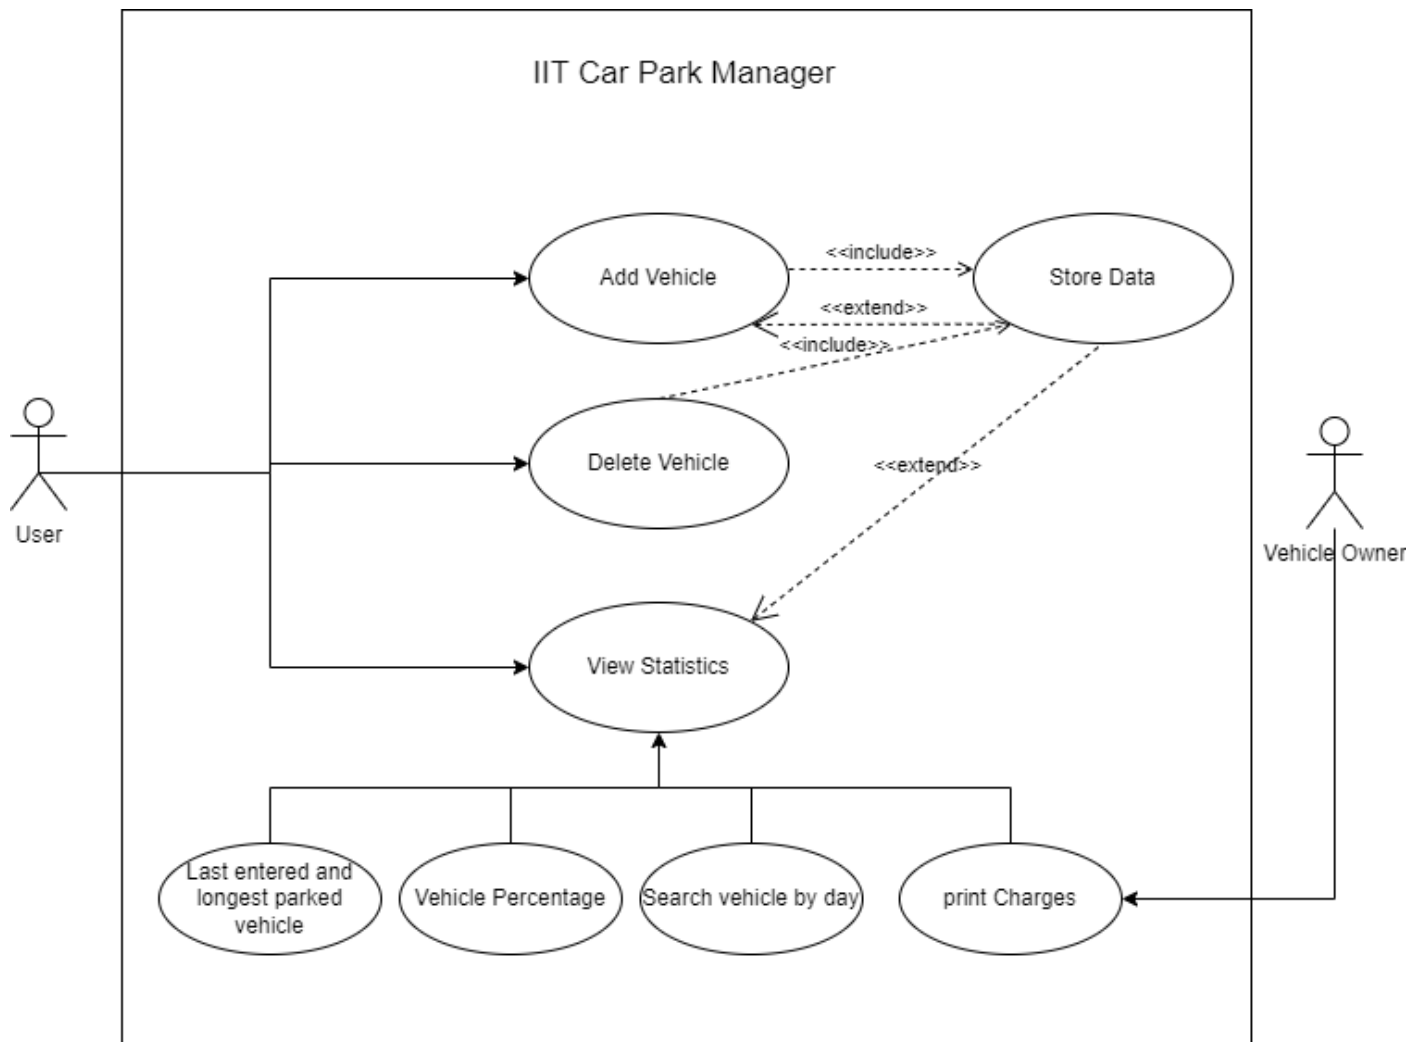 IIT Car Park Manager
<<include>>
Add Vehicle
Store Data
<<extend>>
<<include>>
Delete Vehicle
<<extend>>
User
Vehicle Owner
View Statistics
Last entered and
longest parked
vehicle
Vehicle Percentage
Search vehicle by day
print Charges